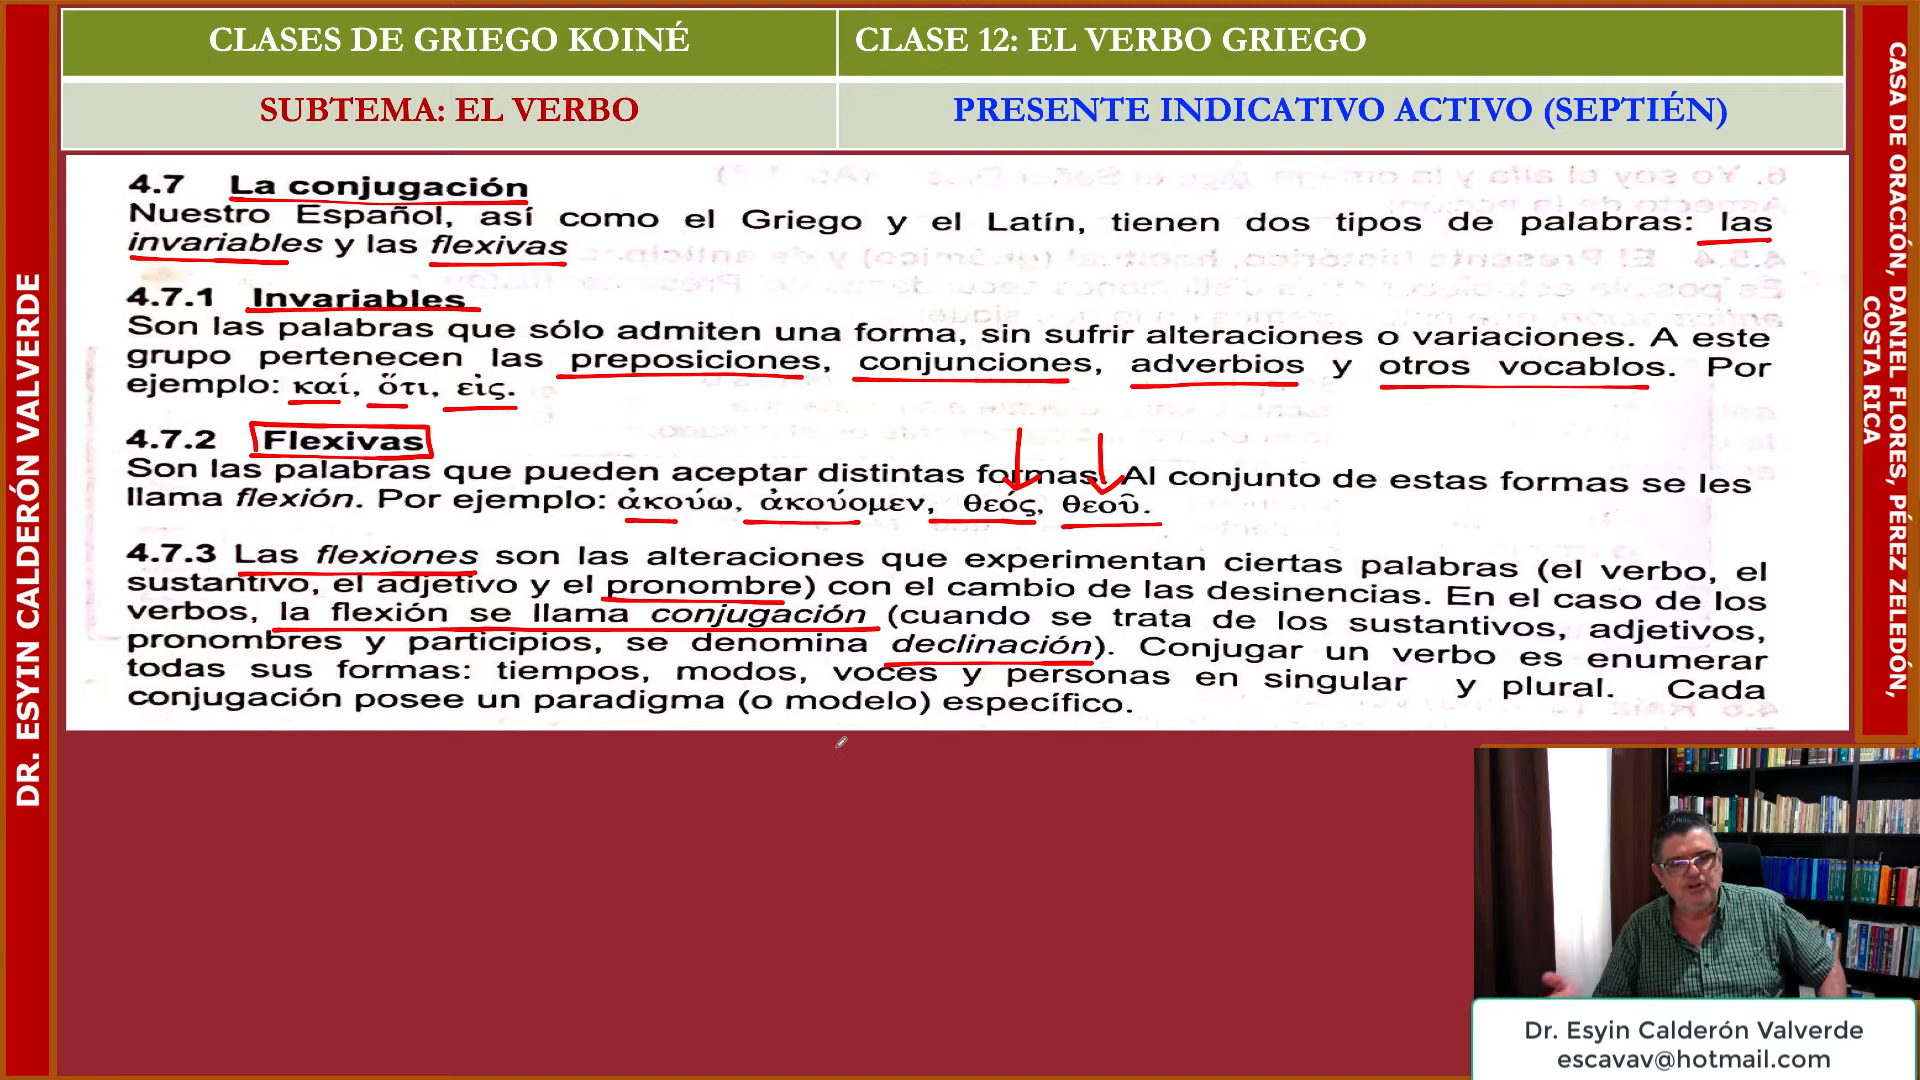 CLASES DE GRIEGO KOINÉ
CLASE 12: EL VERBO GRIEGO
SUBTEMA: EL VERBO
PRESENTE INDICATIVO ACTIVO (SEPTIÉN)
DR. ESYIN CALDERÓN VALVERDE
4.7 La conjugación
Nuestro Español, así como el Griego y el Latín, tienen dos tipos de palabras: las
invariables y las flexivas
4.7.1 Invariables
Son las palabras que sólo admiten una forma, sin sufrir alteraciones o variaciones. A este
grupo pertenecen las preposiciones, conjunciones, adverbios y otros vocablos. Por
ejemplo: καί, ὅτι, εἰς.
4.7.2 Flexivas
Son las palabras que pueden aceptar distintas formas. Al conjunto de estas formas se les
llama flexión. Por ejemplo: ἀκούω, ἀκούομεν, θεός, θεοῦ.
4.7.3 Las flexiones son las alteraciones que experimentan ciertas palabras (el verbo, el
sustantivo, el adjetivo y el pronombre) con el cambio de las desinencias. En el caso de los
verbos, la flexión se llama conjugación (cuando se trata de los sustantivos, adjetivos,
pronombres y participios, se denomina declinación). Conjugar un verbo es enumerar
todas sus formas: tiempos, modos, voces y personas en singular y plural. Cada
conjugación posee un paradigma (o modelo) específico.
CASA DE ORACIÓN, DANIEL FLORES, PÉREZ ZELEDÓN,
COSTA RICA
Dr. Esyin Calderón Valverde
escavav@hotmail.com